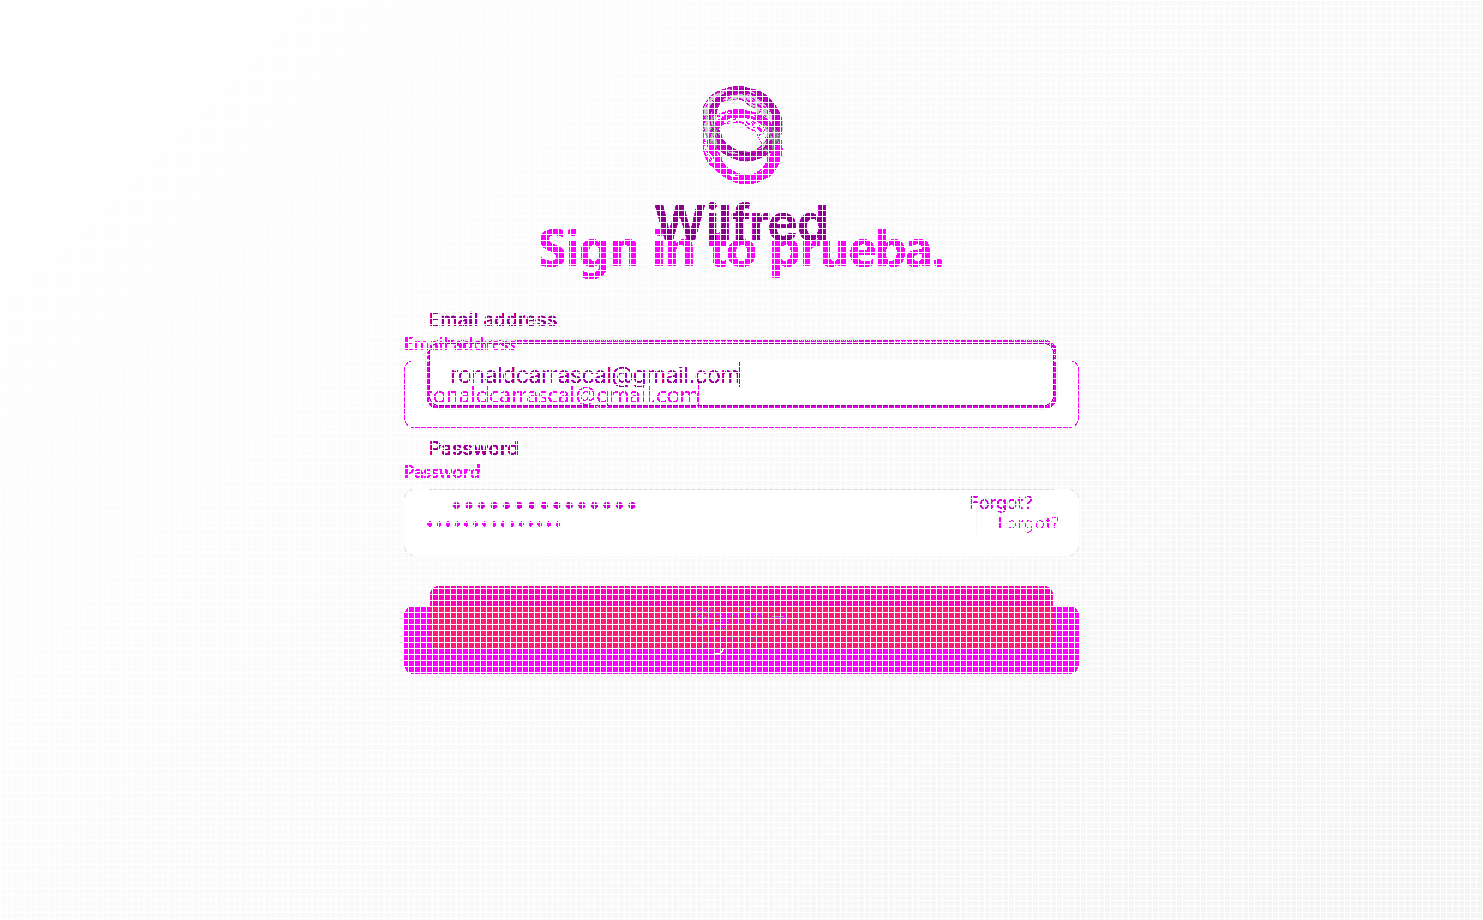 Wilfred
Sign in to prueba.
Email address
Email address
ronaldcarrascal@gmail.com
ronaldcarrascal@gmail.com
Password
Password
Forgot?
Forgot?